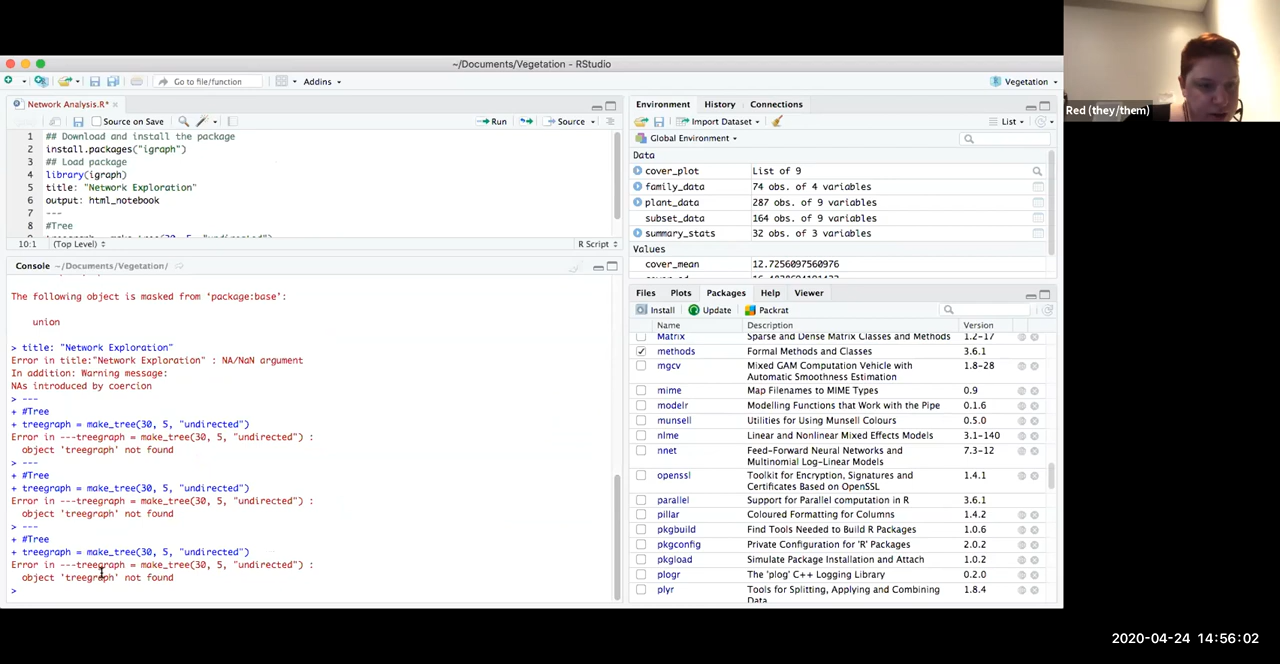 ~/Documents/Vegetation - RStudio
Go to file/function
Addins
Vegetation
Network Analysis.R*
Source on Save
Run
Source
1 ## Download and install the package
2 install.packages("igraph")
3 ## Load package
4 library(igraph)
5 title: "Network Exploration"
6 output: html_notebook
7 ---
8 #Tree
10:1 (Top Level)
R Script
Console ~/Documents/Vegetation/
The following object is masked from ‘package:base’:
union
> title: "Network Exploration"
Error in title:"Network Exploration" : NA/NaN argument
In addition: Warning message:
NAs introduced by coercion
> ---
+ #Tree
+ treegraph = make_tree(30, 5, "undirected")
Error in ---treegraph = make_tree(30, 5, "undirected") :
object 'treegraph' not found
> ---
+ #Tree
+ treegraph = make_tree(30, 5, "undirected")
Error in ---treegraph = make_tree(30, 5, "undirected") :
object 'treegraph' not found
> ---
+ #Tree
+ treegraph = make_tree(30, 5, "undirected")
Error in ---treegraph = make_tree(30, 5, "undirected") :
object 'treegraph' not found
>
Environment History Connections
Import Dataset
List
Global Environment
Data
cover_plot List of 9
family_data 74 obs. of 4 variables
plant_data 287 obs. of 9 variables
subset_data 164 obs. of 9 variables
summary_stats 32 obs. of 3 variables
Values
cover_mean 12.7256097560976
Files Plots Packages Help Viewer
Install Update Packrat
Name Description Version
Matrix Sparse and Dense Matrix Classes and Methods 1.2-17
methods Formal Methods and Classes 3.6.1
mgcv Mixed GAM Computation Vehicle with 1.8-28
Automatic Smoothness Estimation
mime Map Filenames to MIME Types 0.9
modelr Modelling Functions that Work with the Pipe 0.1.6
munsell Utilities for Using Munsell Colours 0.5.0
nlme Linear and Nonlinear Mixed Effects Models 3.1-140
nnet Feed-Forward Neural Networks and 7.3-12
Multinomial Log-Linear Models
openssl Toolkit for Encryption, Signatures and 1.4.1
Certificates Based on OpenSSL
parallel Support for Parallel computation in R 3.6.1
pillar Coloured Formatting for Columns 1.4.2
pkgbuild Find Tools Needed to Build R Packages 1.0.6
pkgconfig Private Configuration for 'R' Packages 2.0.2
pkgload Simulate Package Installation and Attach 1.0.2
plogr The 'plog' C++ Logging Library 0.2.0
plyr Tools for Splitting, Applying and Combining 1.8.4
Data
Red (they/them)
2020-04-24 14:56:02